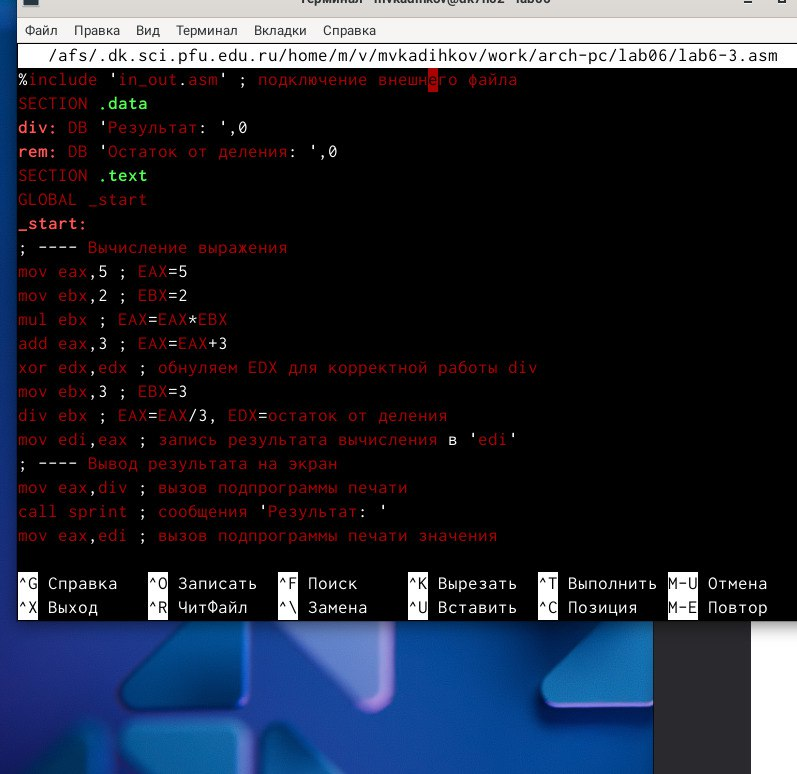 Файл Правка Вид Терминал Вкладки Справка
/afs/.dk.sci.pfu.edu.ru/home/m/v/mvkadihkov/work/arch-pc/lab06/lab6-3.asm
%include 'in_out.asm' ; подключение внешнего файла
SECTION .data
div: DB 'Результат: ',0
rem: DB 'Остаток от деления: ',0
SECTION .text
GLOBAL _start
_start:
; ---- Вычисление выражения
mov eax,5 ; EAX=5
mov ebx,2 ; EBX=2
mul ebx ; EAX=EAX*EBX
add eax,3 ; EAX=EAX+3
xor edx,edx ; обнуляем EDX для корректной работы div
mov ebx,3 ; EBX=3
div ebx ; EAX=EAX/3, EDX=остаток от деления
mov edi,eax ; запись результата вычисления в 'edi'
; ---- Вывод результата на экран
mov eax,div ; вызов подпрограммы печати
call sprint ; сообщения 'Результат: '
mov eax,edi ; вызов подпрограммы печати значения
^G Справка ^O Записать ^F Поиск ^K Вырезать ^T Выполнить M-U Отмена
^X Выход ^R ЧитФайл ^\ Замена ^U Вставить ^C Позиция M-E Повтор